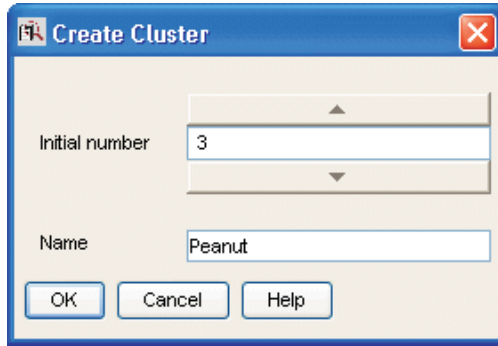 Create Cluster
Initial number 3
Name Peanut
OK Cancel Help